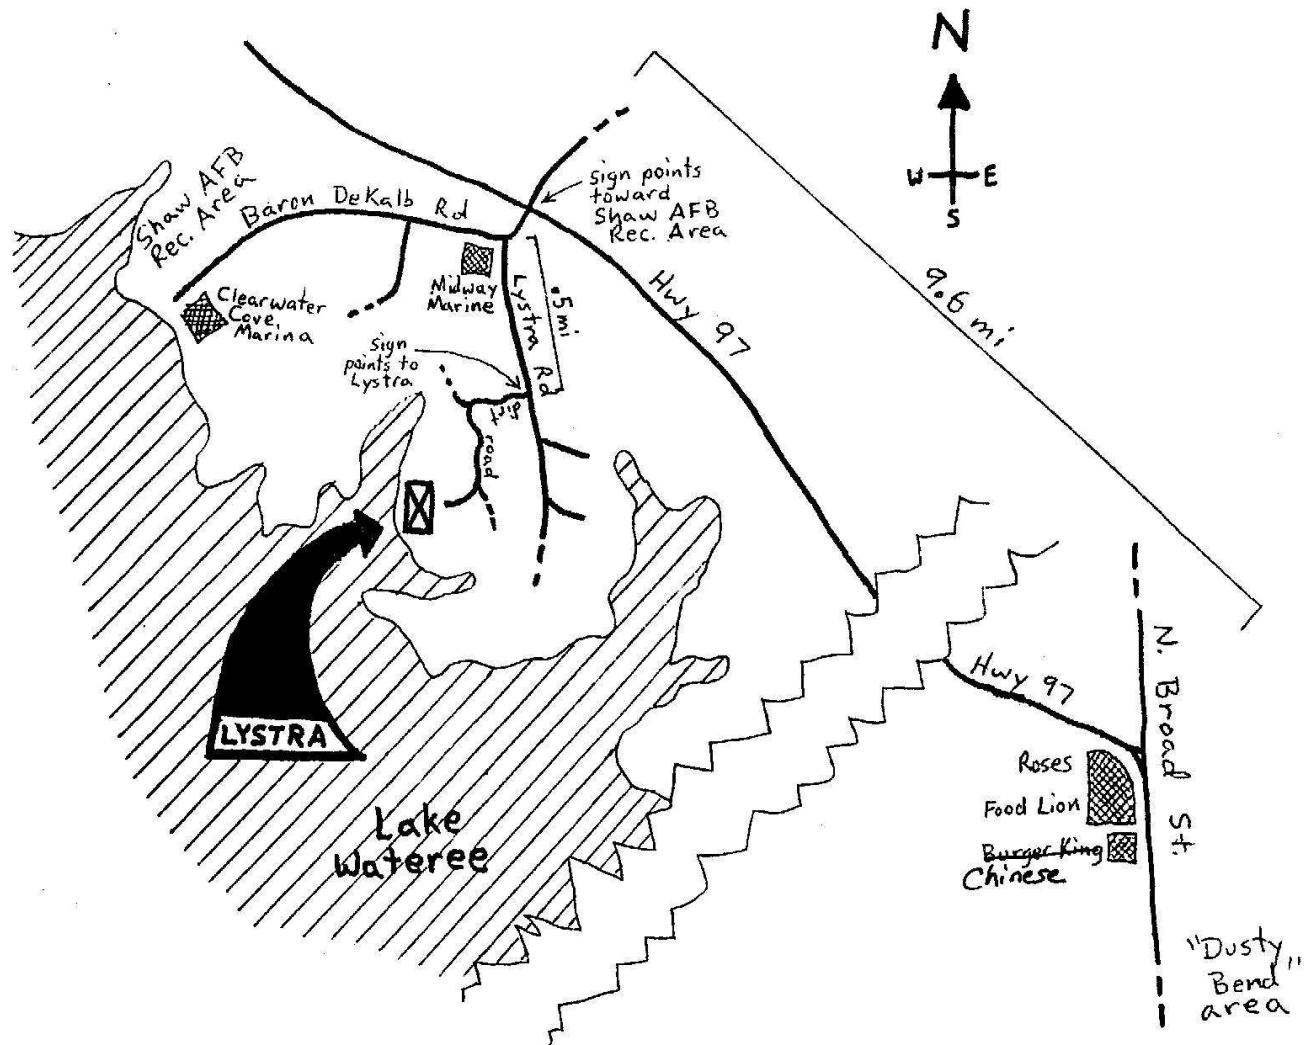 N
W E
S
sign points
toward
Shaw AFB
Rec. Area
Shaw AFB
Rec. Area
Baron DeKalb Rd
Midway
Marine
Clearwater
Cove
Marina
Lystra Rd
.5 mi
Hwy 97
9.6 mi
sign
points to
Lystra
dirt
road
LYSTRA
Lake
Wateree
Hwy 97
N. Broad St.
Roses
Food Lion
Burger King
Chinese
"Dusty
Bend"
area